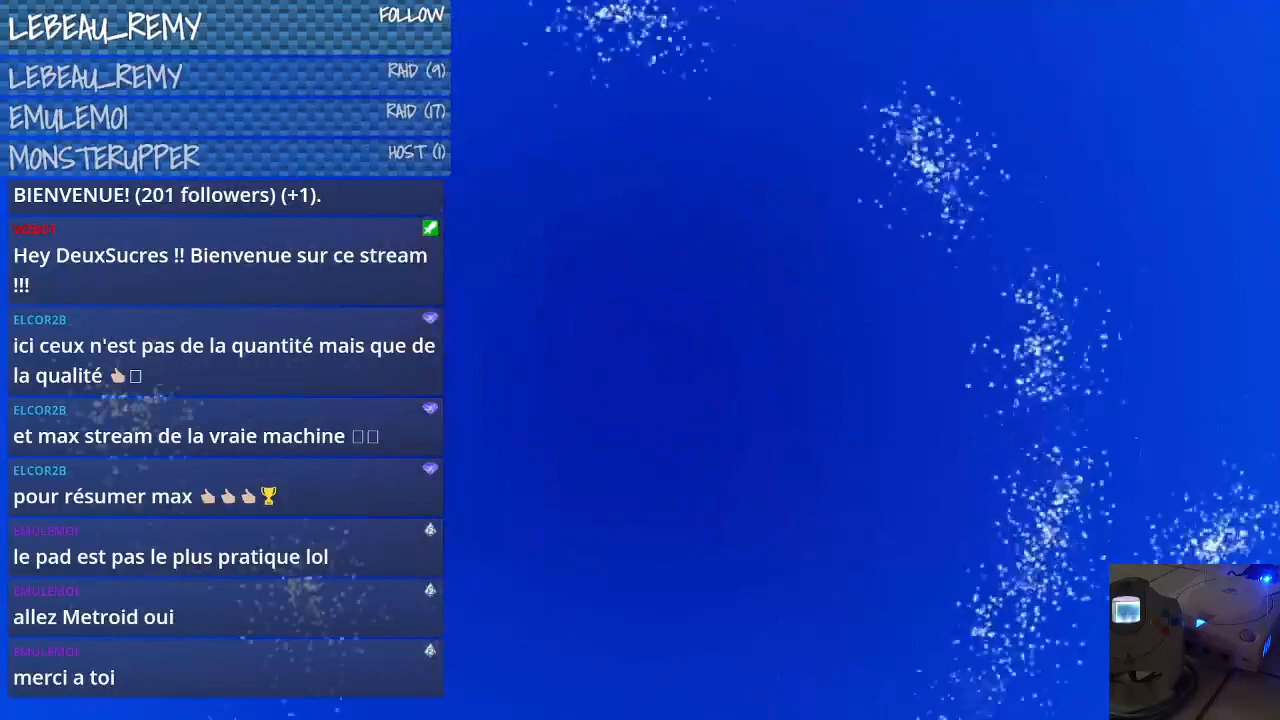 LEBEAU_REMY FOLLOW
LEBEAU_REMY RAID (9)
EMULEMOI RAID (17)
MONSTERUPPER HOST (1)
BIENVENUE! (201 followers) (+1).
WZBOT
Hey DeuxSucres !! Bienvenue sur ce stream
!!!
ELCOR2B
ici ceux n'est pas de la quantité mais que de
la qualité 👍🏼
ELCOR2B
et max stream de la vraie machine
ELCOR2B
pour résumer max 👍🏼👍🏼👍🏼🏆
EMULEMOI
le pad est pas le plus pratique lol
EMULEMOI
allez Metroid oui
EMULEMOI
merci a toi